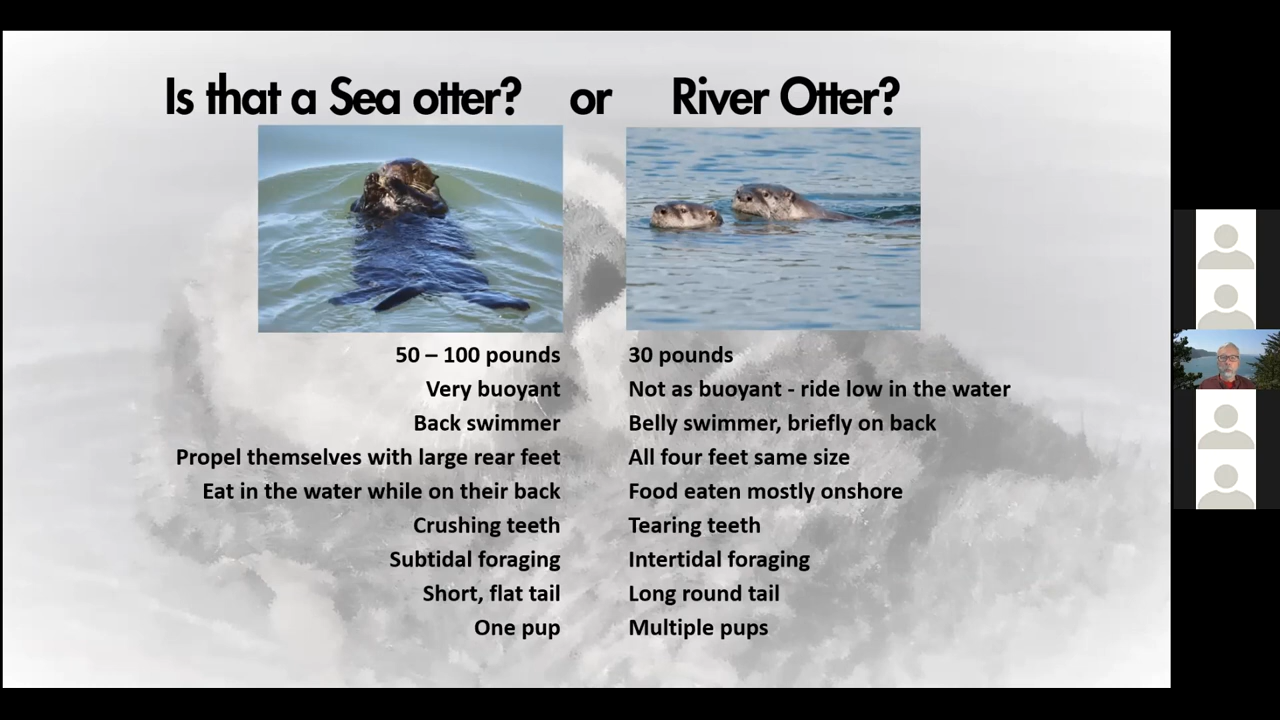 Is that a Sea otter? or River Otter?
50 – 100 pounds
Very buoyant
Back swimmer
Propel themselves with large rear feet
Eat in the water while on their back
Crushing teeth
Subtidal foraging
Short, flat tail
One pup
30 pounds
Not as buoyant - ride low in the water
Belly swimmer, briefly on back
All four feet same size
Food eaten mostly onshore
Tearing teeth
Intertidal foraging
Long round tail
Multiple pups